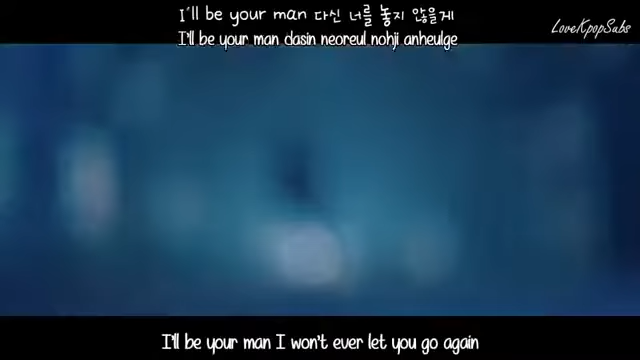 I'll be your man 다신 너를 놓지 않을게
I'll be your man dasin neoreul nohji anheulge
LoveKpopSubs
I'll be your man I won't ever let you go again